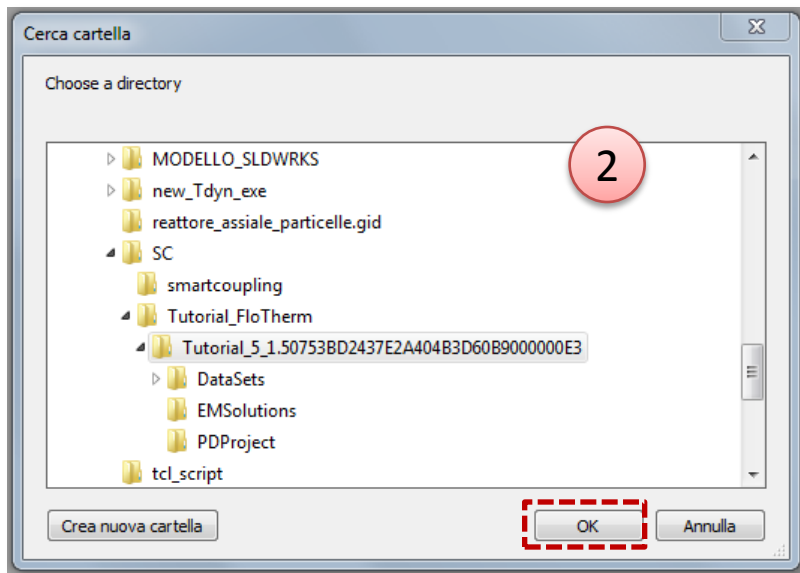 Cerca cartella
Choose a directory
2
MODELLO_SLDWRKS
new_Tdyn_exe
reattore_assiale_particelle.gid
SC
smartcoupling
Tutorial_FloTherm
Tutorial_5_1.50753BD2437E2A404B3D60B9000000E3
DataSets
EMSolutions
PDProject
tcl_script
Crea nuova cartella
OK
Annulla